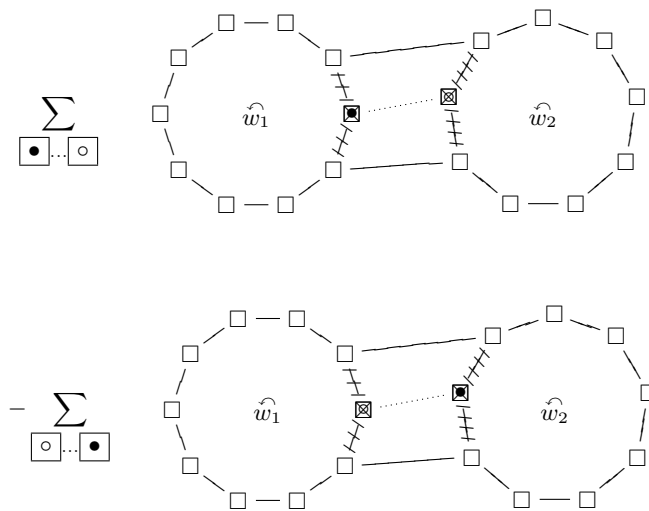 ∑ w₁ w₂
•...∘
− ∑ w₁ w₂
∘...•